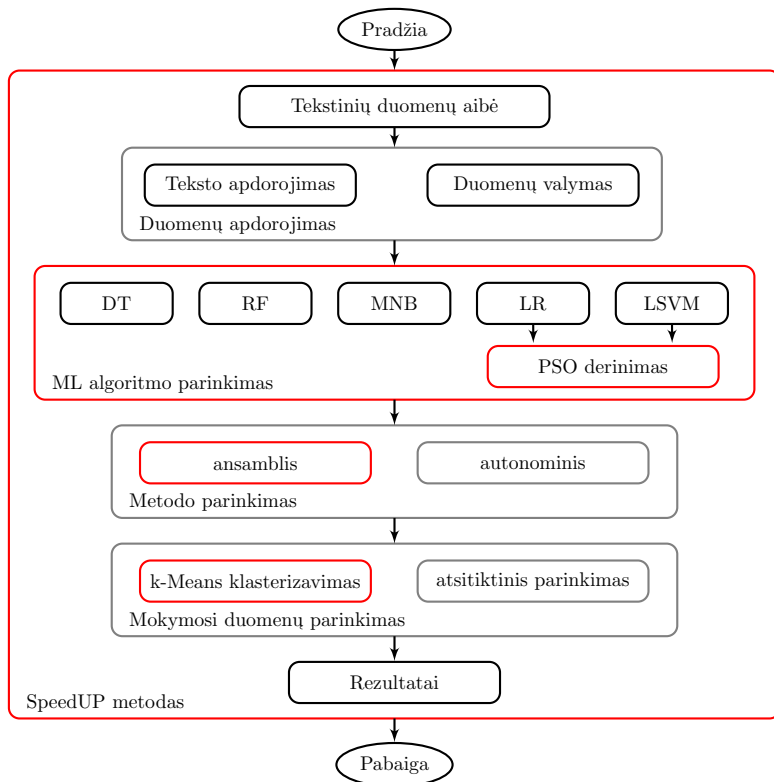 Pradžia
Tekstinių duomenų aibė
Teksto apdorojimas
Duomenų valymas
Duomenų apdorojimas
DT
RF
MNB
LR
LSVM
PSO derinimas
ML algoritmo parinkimas
ansamblis
autonominis
Metodo parinkimas
k-Means klasterizavimas
atsitiktinis parinkimas
Mokymosi duomenų parinkimas
Rezultatai
SpeedUP metodas
Pabaiga